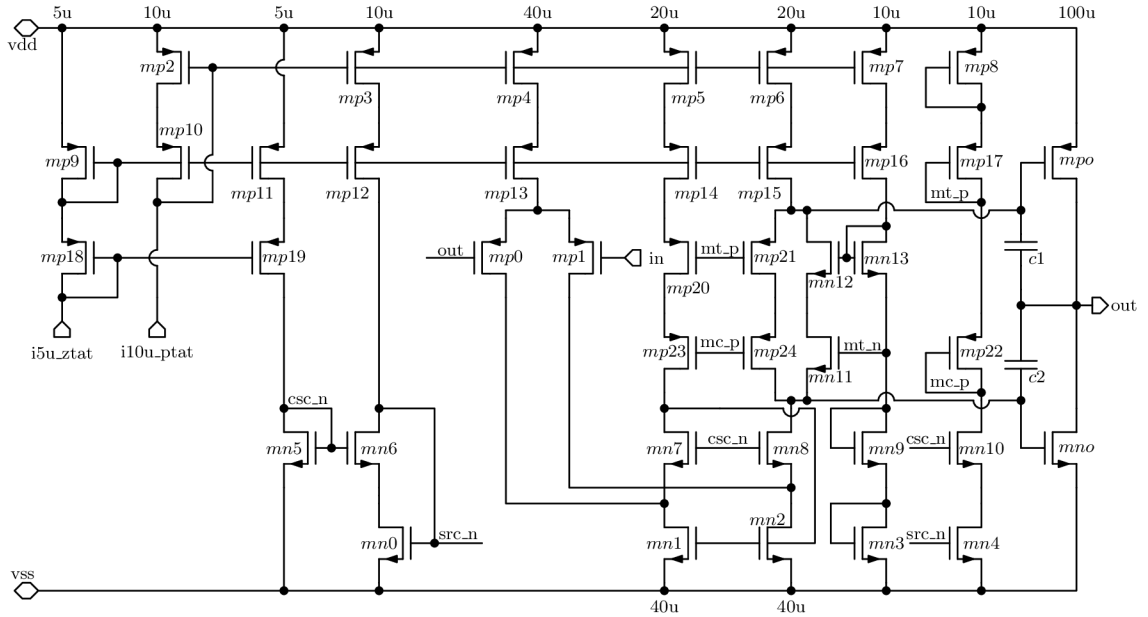 5u 10u 5u 10u 40u 20u 20u 10u 10u 100u
vdd
mp2 mp3 mp4 mp5 mp6 mp7 mp8
mp10
mp9 mp11 mp12 mp13 mp14 mp15 mp16 mp17 mpo
mt_p
mp18 mp19 out mp0 mp1 in mt_p mp21 mn13 c1
mp20 mn12
out
i5u_ztat i10u_ptat mp23 mc_p mp24 mt_n mp22
mn11 mc_p c2
csc_n
mn5 mn6 mn7 csc_n mn8 mn9 csc_n mn10 mno
mn2
mn0 src_n mn1 mn3 src_n mn4
vss
40u 40u